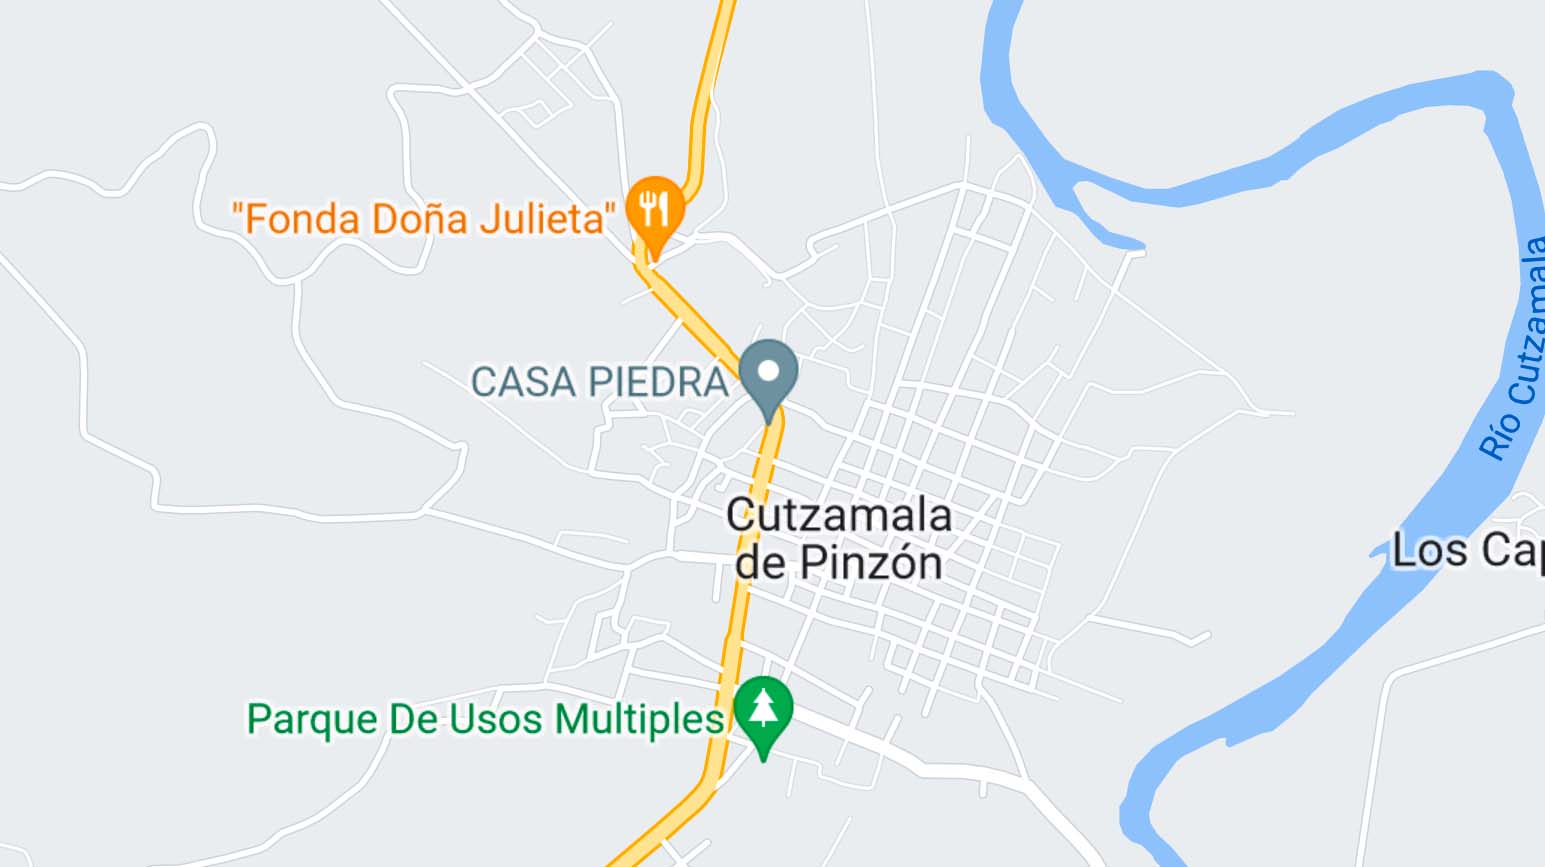 "Fonda Doña Julieta"
Río Cutzamala
CASA PIEDRA
Cutzamala
de Pinzón
Los Cap
Parque De Usos Multiples